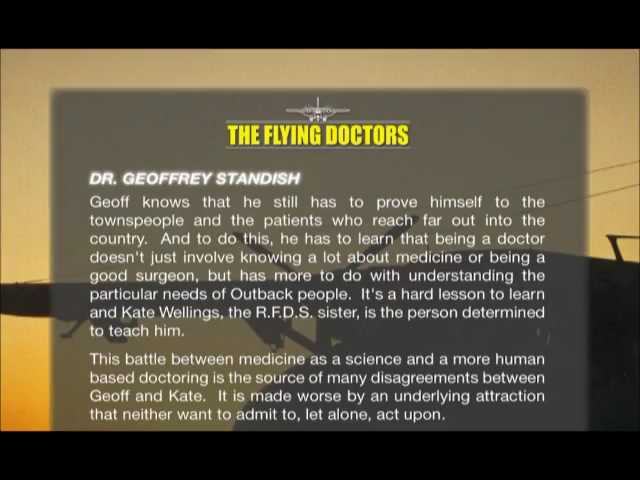 THE FLYING DOCTORS
DR. GEOFFREY STANDISH
Geoff knows that he still has to prove himself to the
townspeople and the patients who reach far out into the
country. And to do this, he has to learn that being a doctor
doesn't just involve knowing a lot about medicine or being a
good surgeon, but has more to do with understanding the
particular needs of Outback people. It's a hard lesson to learn
and Kate Wellings, the R.F.D.S. sister, is the person determined
to teach him.
This battle between medicine as a science and a more human
based doctoring is the source of many disagreements between
Geoff and Kate. It is made worse by an underlying attraction
that neither want to admit to, let alone, act upon.